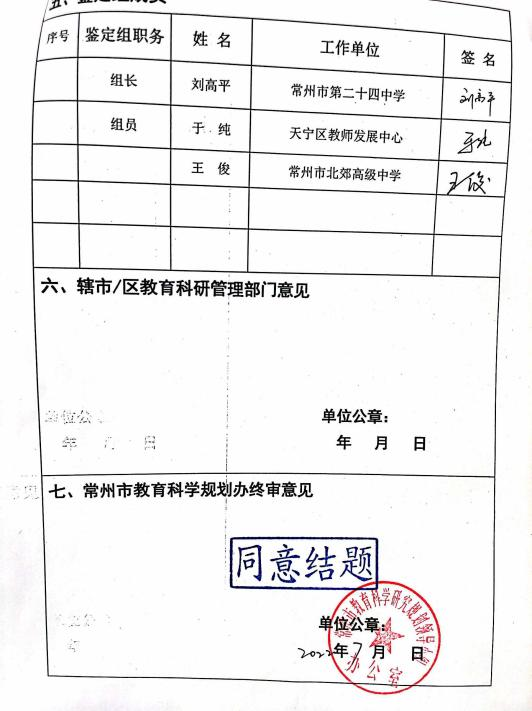 五、鉴定组成员
序号 鉴定组职务 姓 名 工作单位 签 名
组长 刘高平 常州市第二十四中学 刘高平
组员 于 纯 天宁区教师发展中心 于纯
王 俊 常州市北郊高级中学 王俊
六、辖市/区教育科研管理部门意见
单位公章：
年 月 日
七、常州市教育科学规划办终审意见
同意结题
单位公章：
2022年7月 日
常州市教育科学研究规划领导小组
办公室